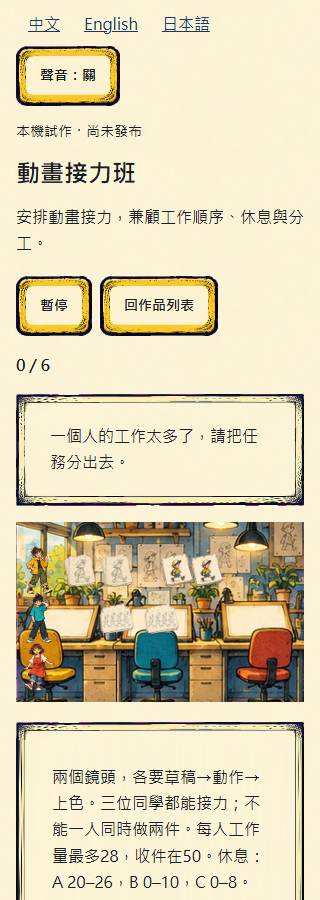 中文 English 日本語
聲音：關
本機試作・尚未發布
動畫接力班
安排動畫接力，兼顧工作順序、休息與分
工。
暫停 回作品列表
0 / 6
一個人的工作太多了，請把任
務分出去。
兩個鏡頭，各要草稿→動作→
上色。三位同學都能接力；不
能一人同時做兩件。每人工作
量最多28，收件在50。休息：
A 20–26，B 0–10，C 0–8。